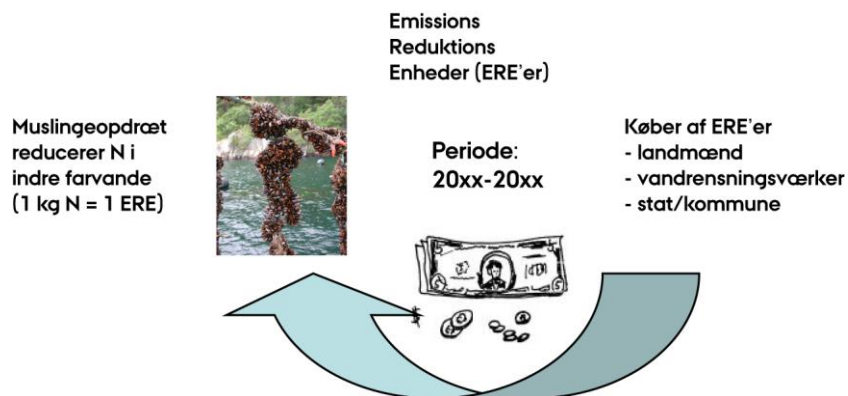 Emissions
Reduktions
Enheder (ERE'er)
Muslingeopdræt
reducerer N i
indre farvande
(1 kg N = 1 ERE)
Periode:
20xx-20xx
Køber af ERE'er
- landmænd
- vandrensningsværker
- stat/kommune